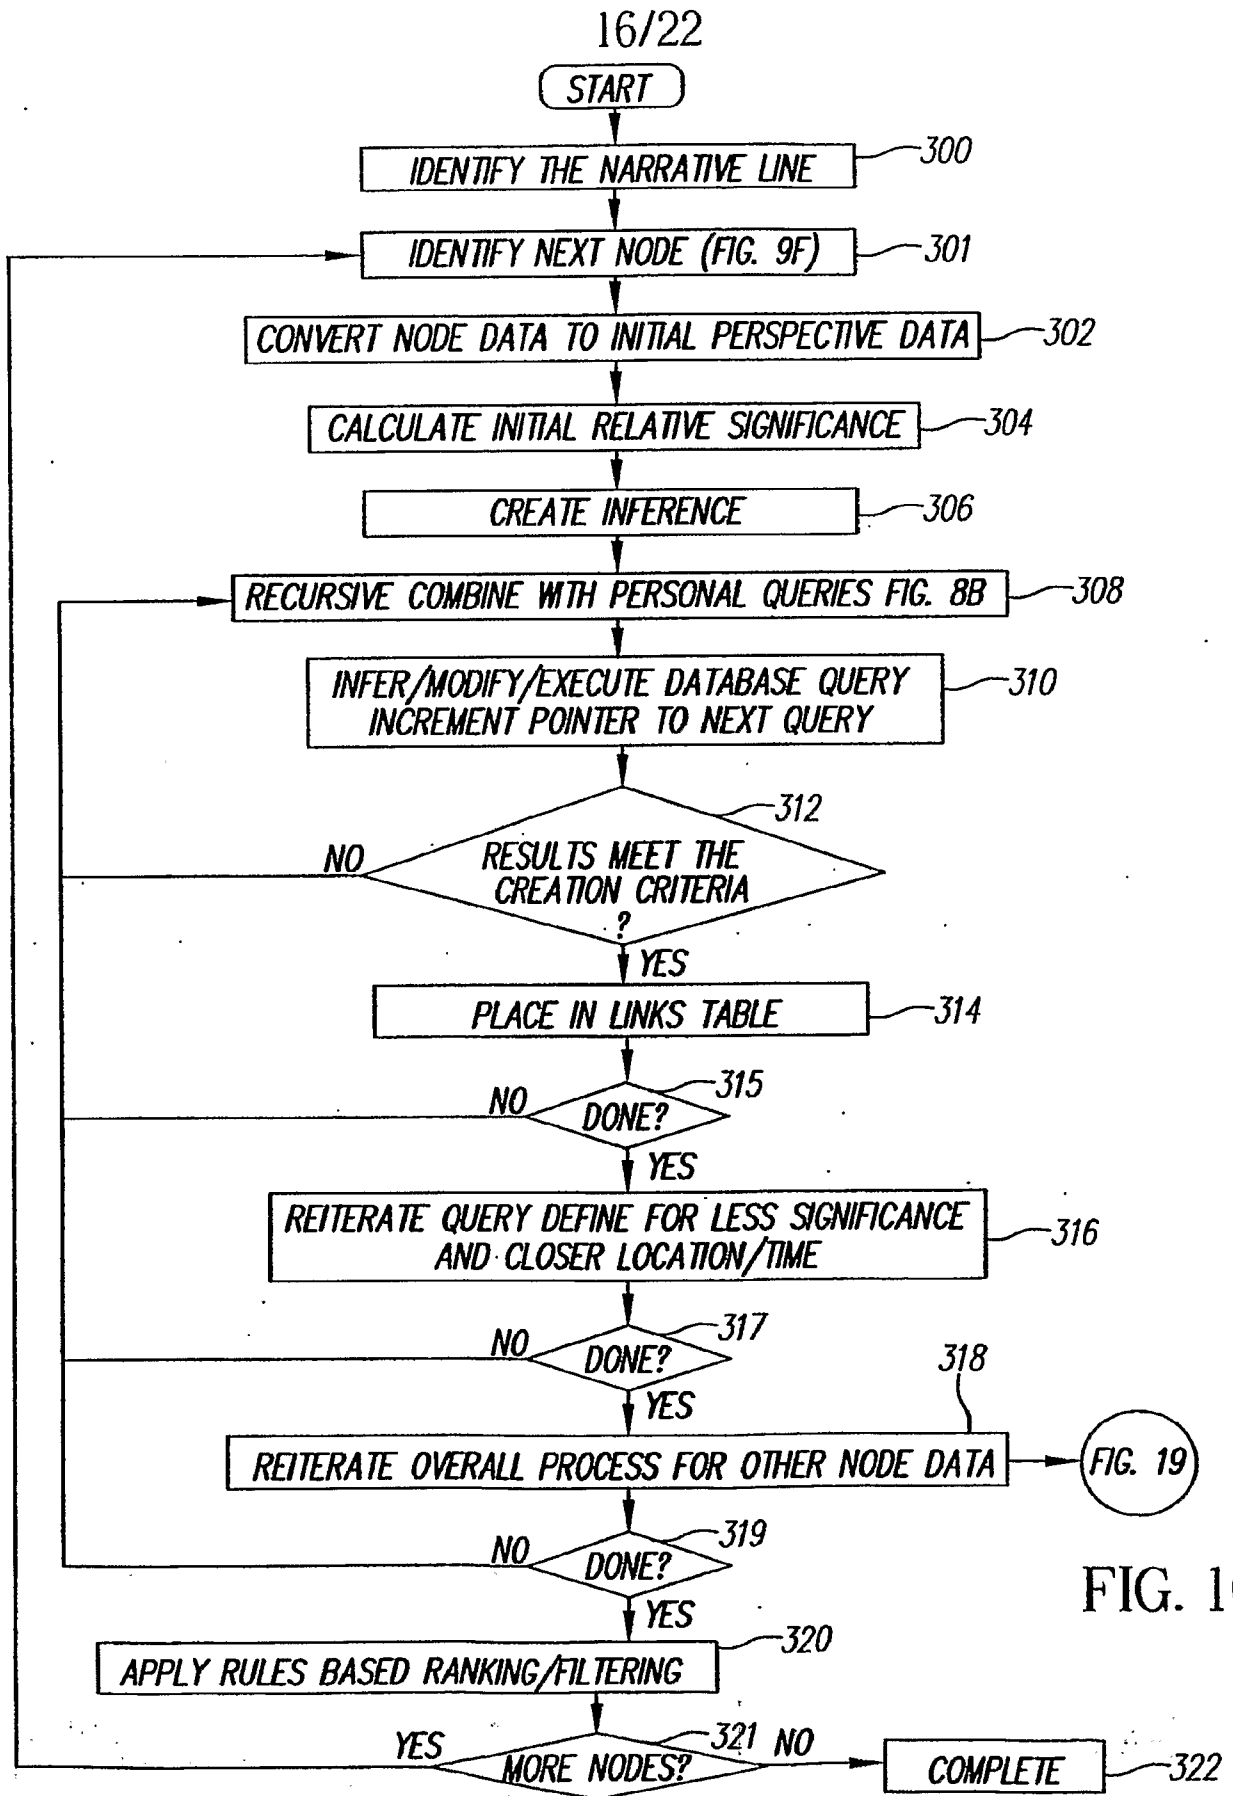 16/22
START
IDENTIFY THE NARRATIVE LINE
300
IDENTIFY NEXT NODE (FIG. 9F)
301
CONVERT NODE DATA TO INITIAL PERSPECTIVE DATA
302
CALCULATE INITIAL RELATIVE SIGNIFICANCE
304
CREATE INFERENCE
306
RECURSIVE COMBINE WITH PERSONAL QUERIES FIG. 8B
308
INFER/MODIFY/EXECUTE DATABASE QUERY
INCREMENT POINTER TO NEXT QUERY
310
312
NO
RESULTS MEET THE
CREATION CRITERIA
?
YES
PLACE IN LINKS TABLE
314
315
NO
DONE?
YES
REITERATE QUERY DEFINE FOR LESS SIGNIFICANCE
AND CLOSER LOCATION/TIME
316
317
NO
DONE?
YES
318
REITERATE OVERALL PROCESS FOR OTHER NODE DATA
FIG. 19
319
NO
DONE?
YES
FIG.
320
APPLY RULES BASED RANKING/FILTERING
321
YES
MORE NODES?
NO
COMPLETE
322